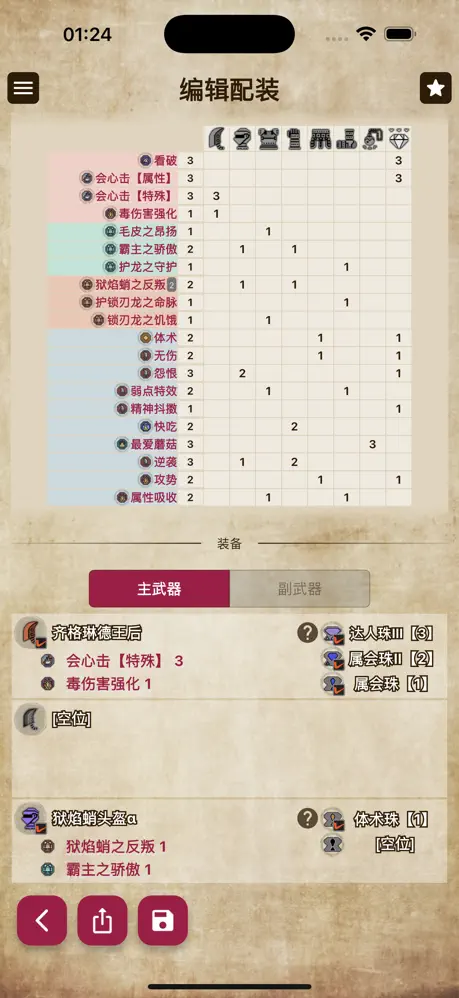 01:24
编辑配装
看破 3 3
会心击【属性】 3 3
会心击【特殊】 3 3
毒伤害强化 1 1
毛皮之昂扬 1 1
霸主之骄傲 2 1 1
护龙之守护 1 1
狱焰蛸之反叛 2 2 1 1
护锁刃龙之命脉 1 1
锁刃龙之饥饿 1 1
体术 2 1 1
无伤 2 1 1
怨恨 3 2 1
弱点特效 2 1 1
精神抖擞 1 1
快吃 2 2
最爱蘑菇 3 3
逆袭 3 1 2
攻势 2 1 1
属性吸收 2 1 1
装备
主武器 副武器
齐格琳德王后 ? 达人珠III【3】
会心击【特殊】 3 属会珠II【2】
毒伤害强化 1 属会珠【1】
[空位]
狱焰蛸头盔α ? 体术珠【1】
狱焰蛸之反叛 1 [空位]
霸主之骄傲 1